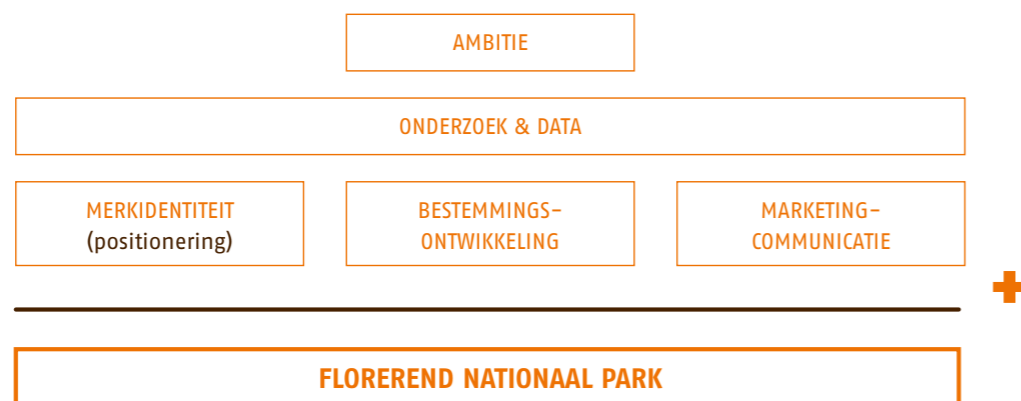 AMBITIE
ONDERZOEK & DATA
MERKIDENTITEIT
(positionering)
BESTEMMINGS-
ONTWIKKELING
MARKETING-
COMMUNICATIE
+
FLOREREND NATIONAAL PARK